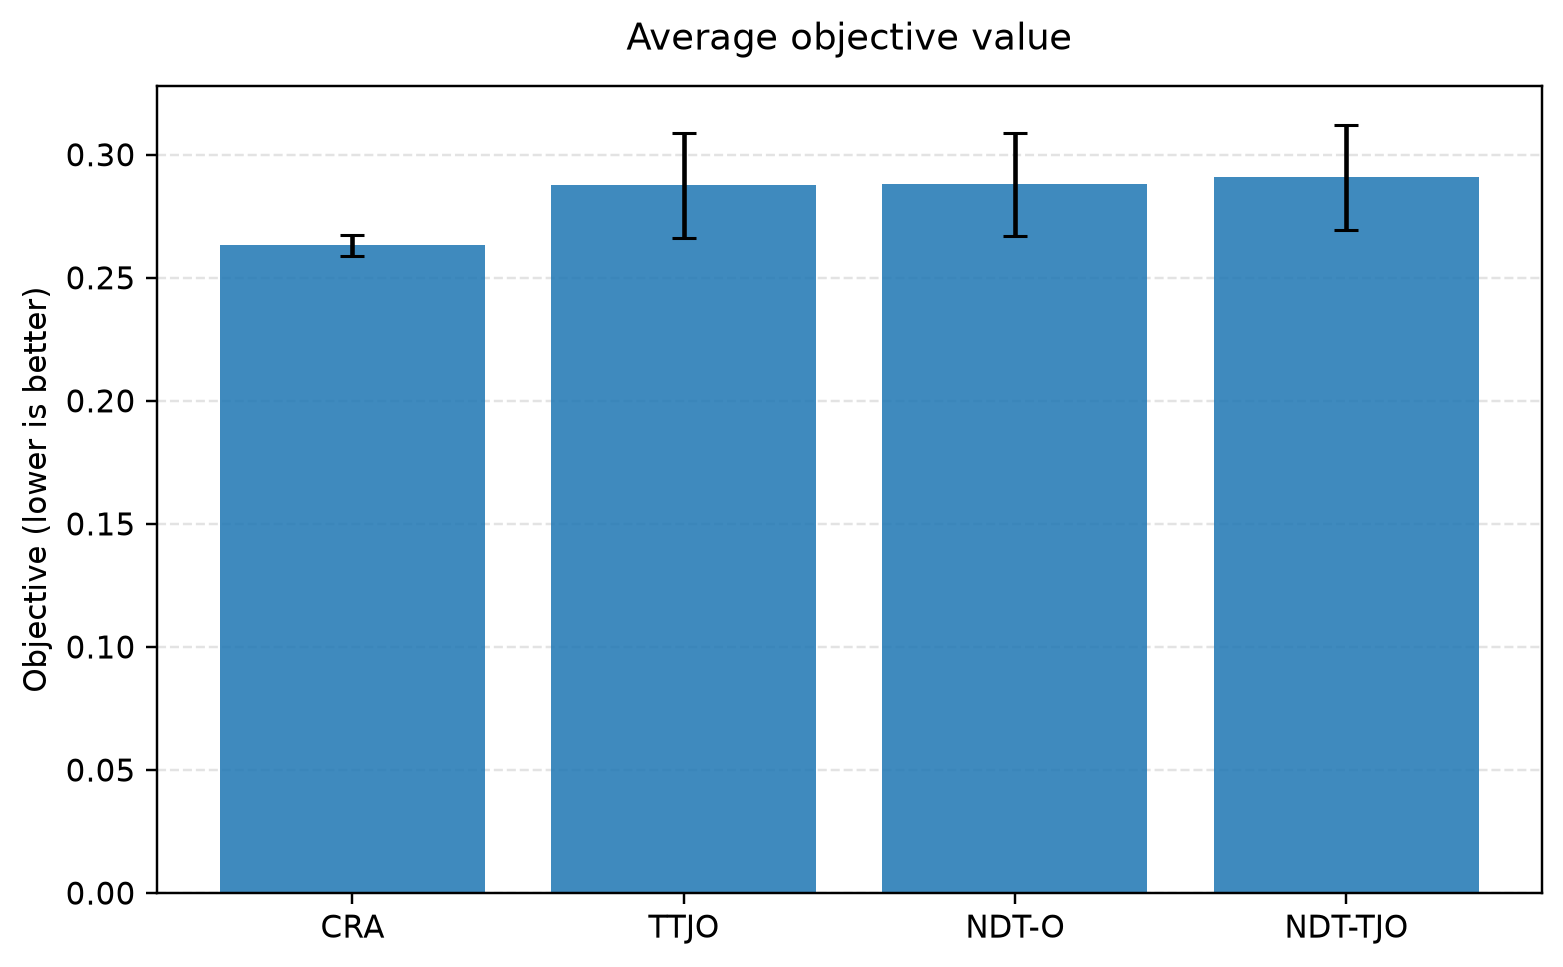 Average objective value
Objective (lower is better)
0.30
0.25
0.20
0.15
0.10
0.05
0.00
CRA
TTJO
NDT-O
NDT-TJO